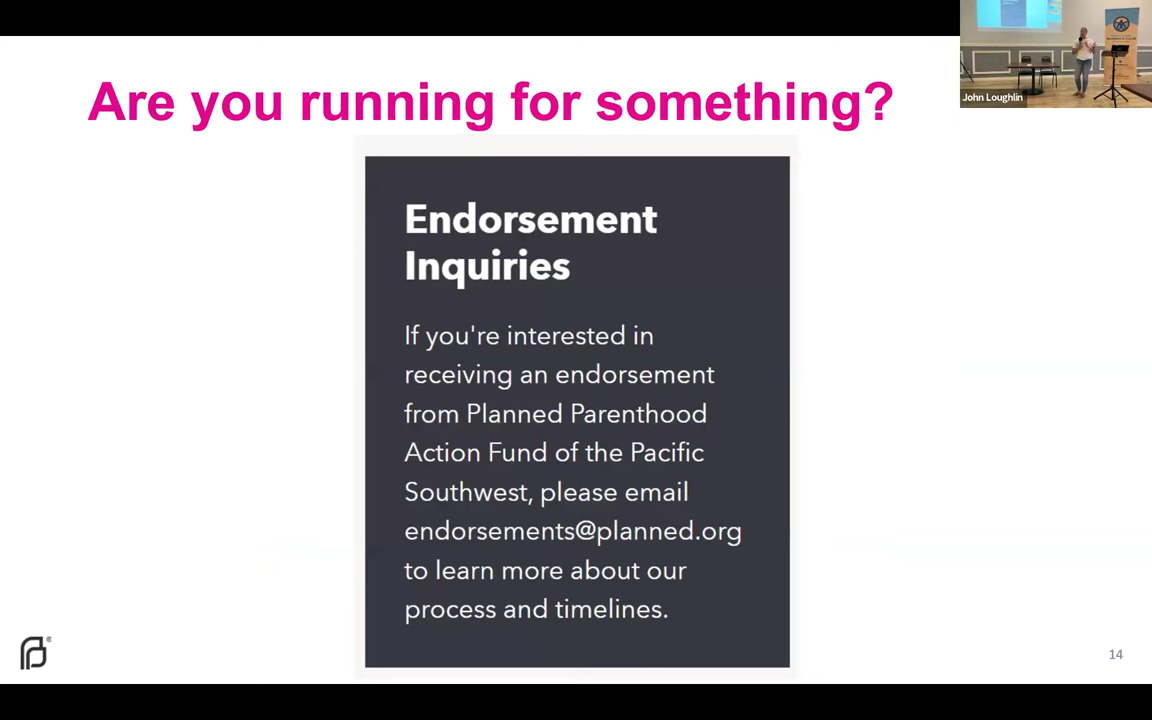 Are you running for something?
John Loughlin
Endorsement
Inquiries
If you're interested in
receiving an endorsement
from Planned Parenthood
Action Fund of the Pacific
Southwest, please email
endorsements@planned.org
to learn more about our
process and timelines.
14